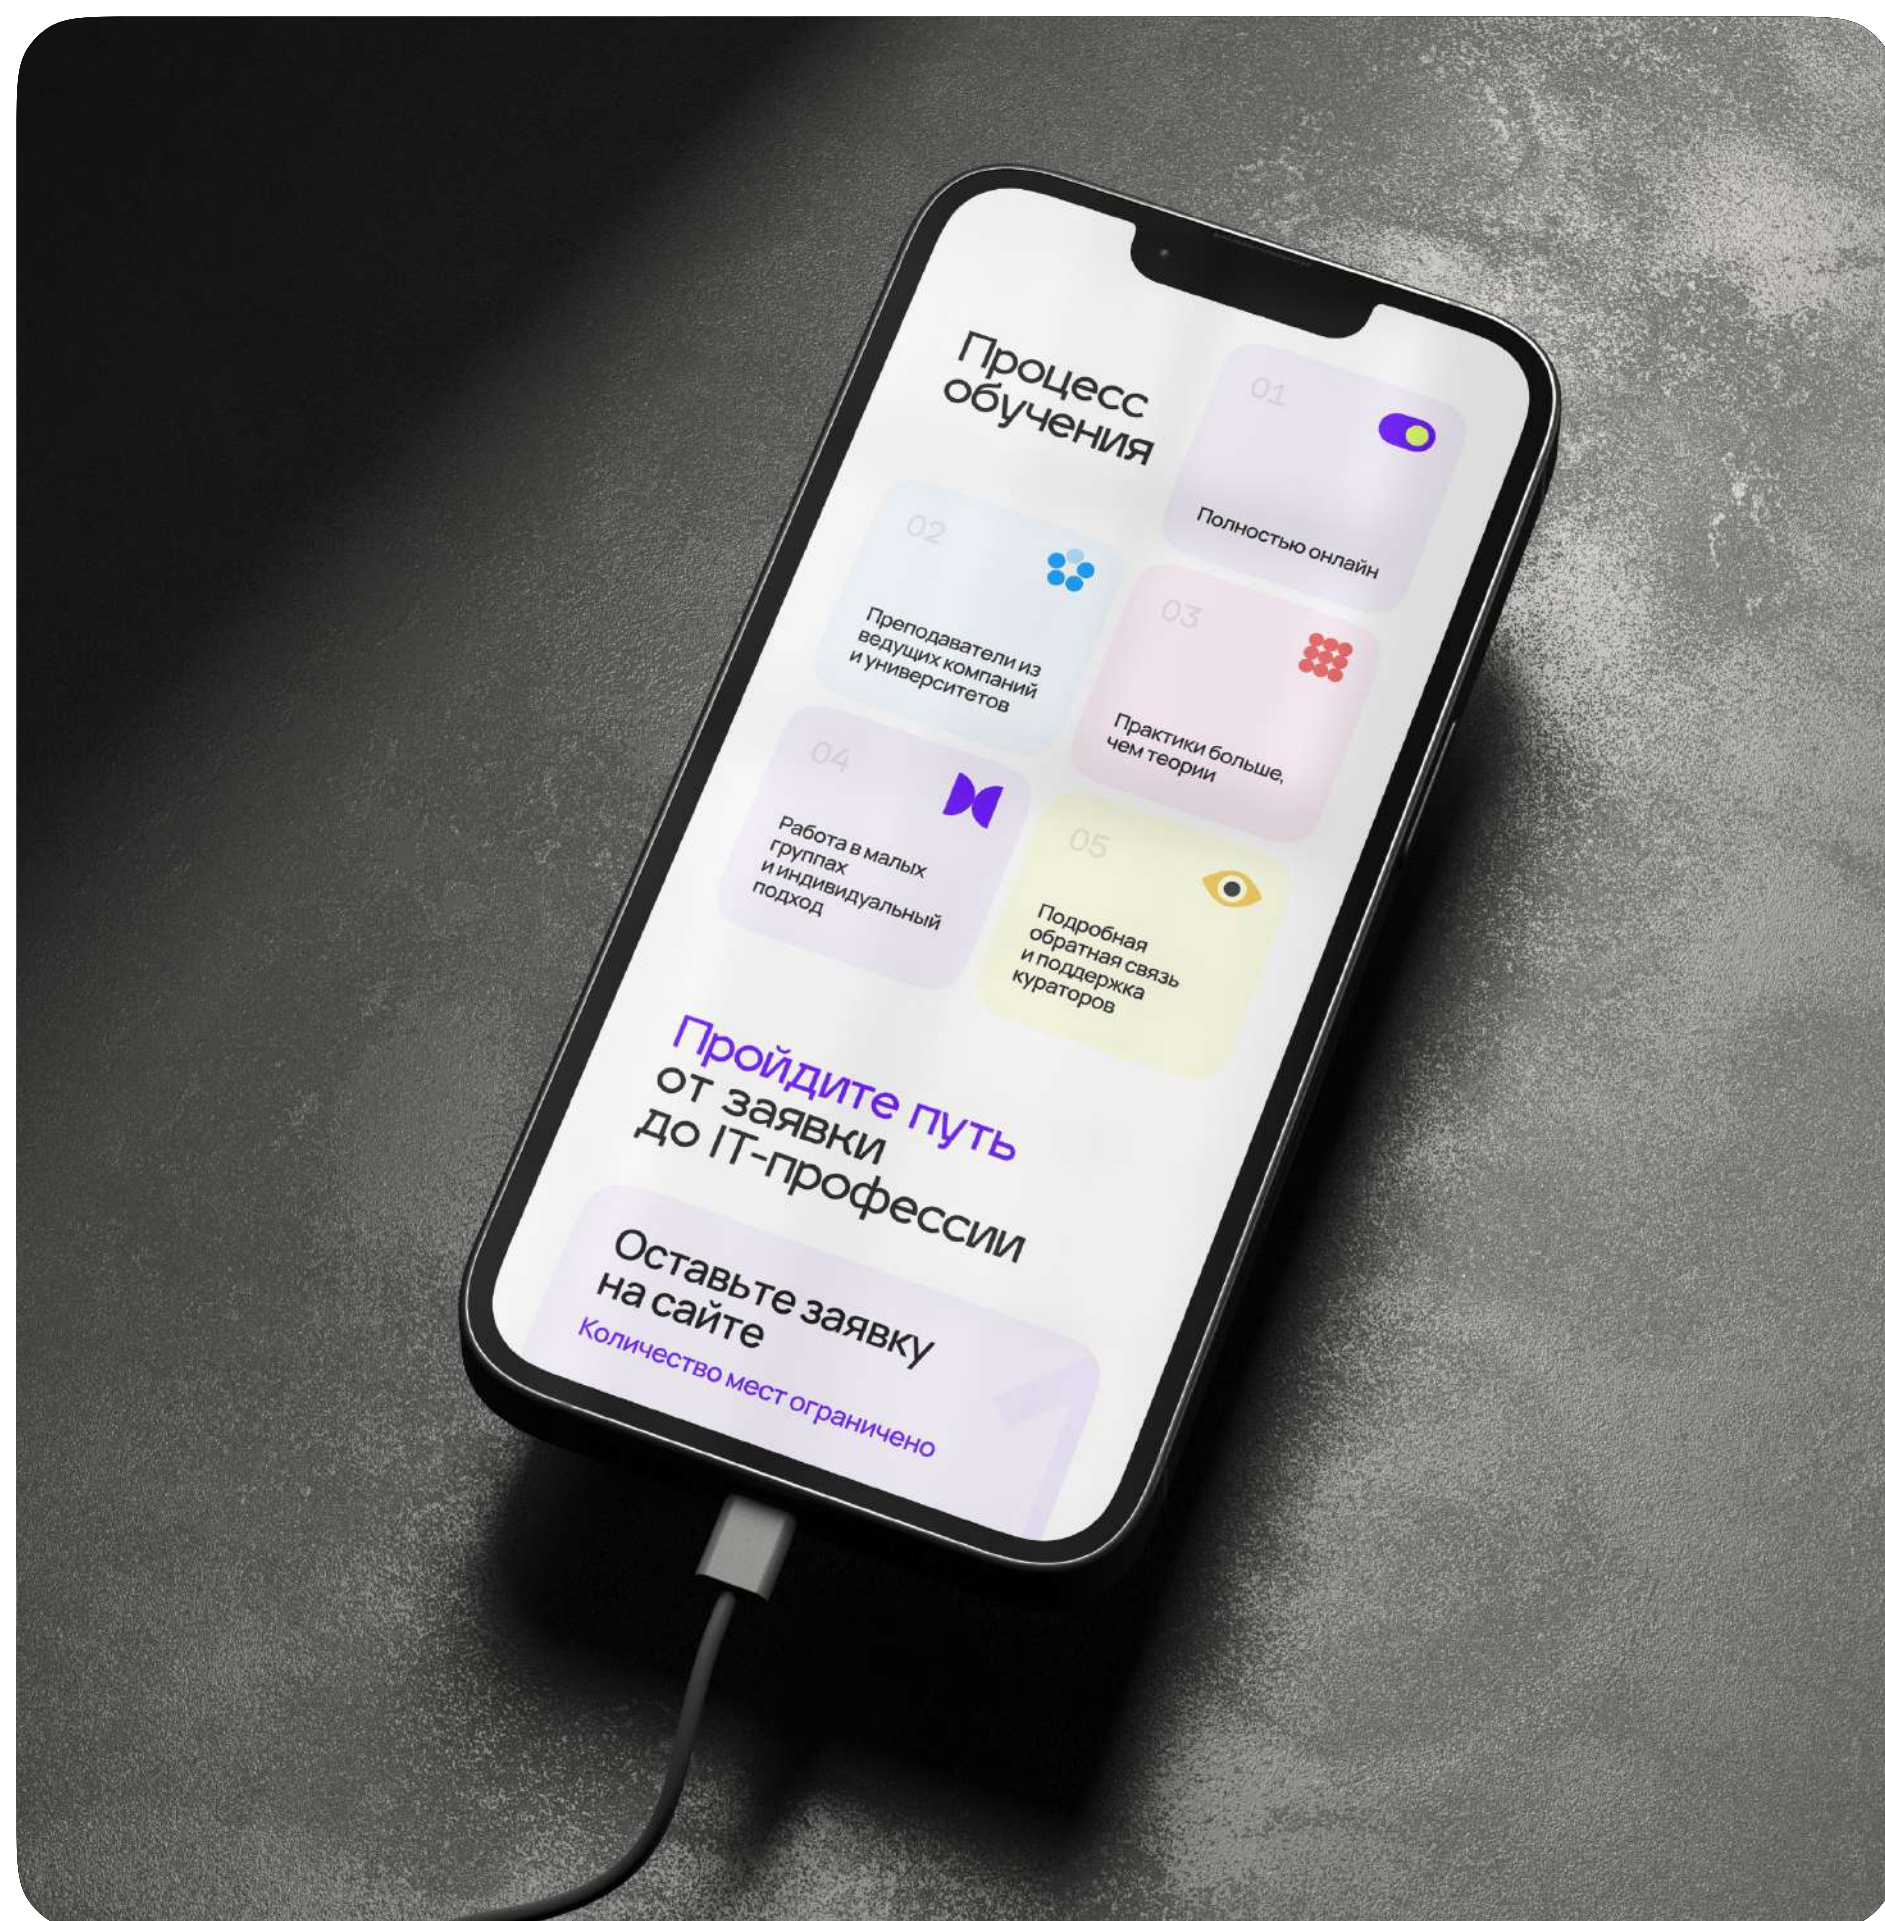 Процесс
обучения
01
Полностью онлайн
02
Преподаватели из
ведущих компаний
и университетов
03
Практики больше,
чем теории
04
Работа в малых
группах
и индивидуальный
подход
05
Подробная
обратная связь
и поддержка
кураторов
Пройдите путь
от заявки
до IT-профессии
Оставьте заявку
на сайте
Количество мест ограничено
1